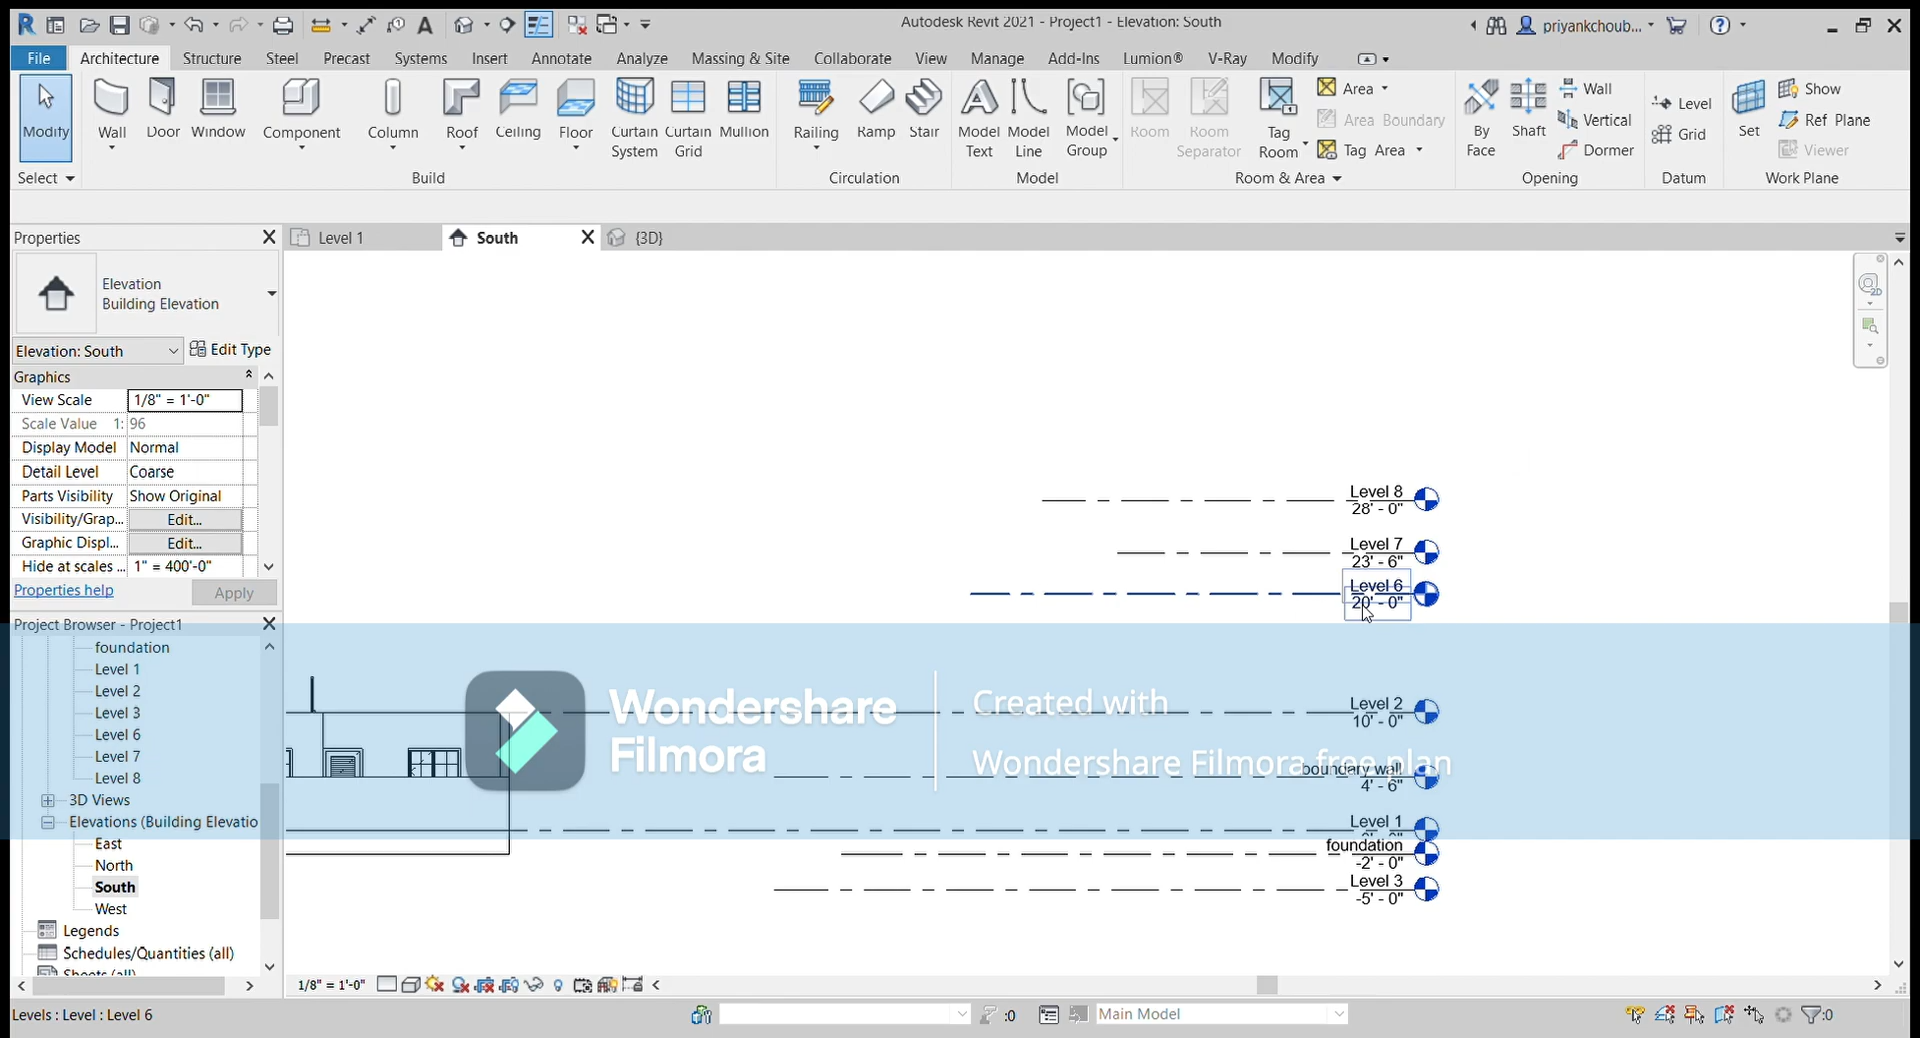 Autodesk Revit 2021 - Project1 - Elevation: South
priyankchoub...
File Architecture Structure Steel Precast Systems Insert Annotate Analyze Massing & Site Collaborate View Manage Add-Ins Lumion® V-Ray Modify
Modify Wall Door Window Component Column Roof Ceiling Floor Curtain System Curtain Grid Mullion Railing Ramp Stair Model Text Model Line Model Group Room Room Separator Tag Room
Area
Area Boundary
Tag Area
By Face Shaft
Wall
Vertical
Dormer
Level
Grid
Set
Show
Ref Plane
Viewer
Select Build Circulation Model Room & Area Opening Datum Work Plane
Properties
Level 1 South {3D}
Elevation
Building Elevation
Elevation: South Edit Type
Graphics
View Scale 1/8" = 1'-0"
Scale Value 1: 96
Display Model Normal
Detail Level Coarse
Parts Visibility Show Original
Visibility/Grap... Edit...
Graphic Displ... Edit...
Hide at scales ... 1" = 400'-0"
Properties help Apply
Project Browser - Project1
foundation
Level 1
Level 2
Level 3
Level 6
Level 7
Level 8
3D Views
Elevations (Building Elevatio
East
North
South
West
Legends
Schedules/Quantities (all)
Sheets (all)
Level 8
28' - 0"
Level 7
23' - 6"
Level 6
20' - 0"
Level 2
10' - 0"
boundary wall
4' - 6"
Level 1
foundation
-2' - 0"
Level 3
-5' - 0"
Wondershare
Filmora
Created with
Wondershare Filmora free plan
2D
1/8" = 1'-0"
Levels : Level : Level 6
:0
Main Model
:0